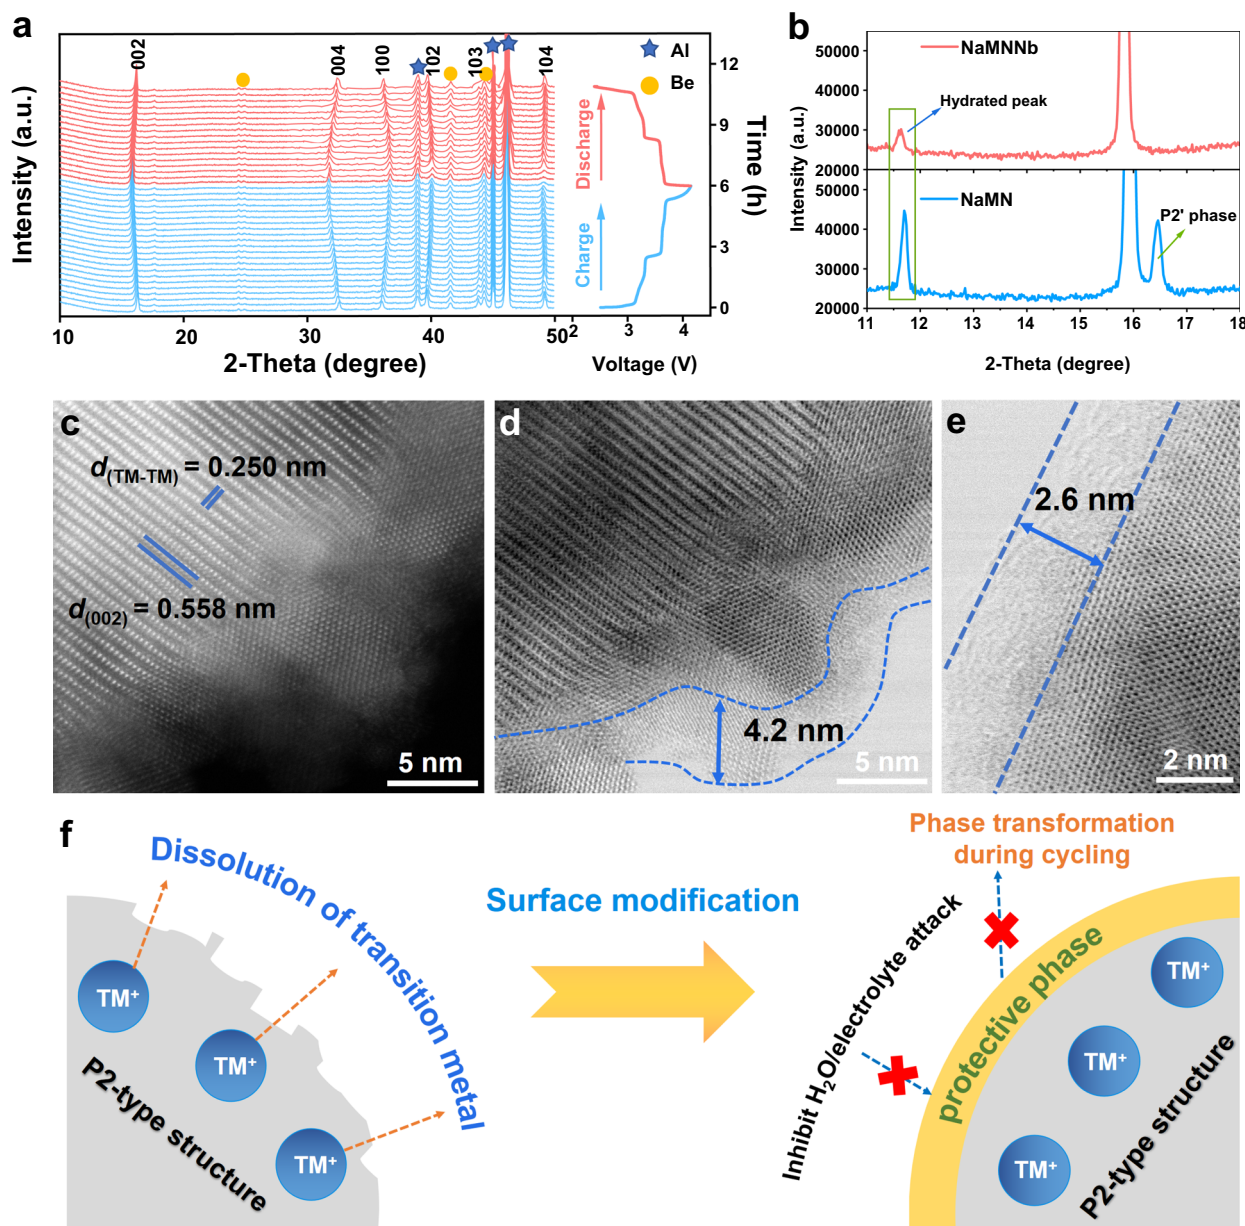 a
Intensity (a.u.)
002
004
100
102
103
104
Al
Be
Discharge
Charge
12
9
6
3
0
Time (h)
10
20
30
40
50
2-Theta (degree)
2
3
4
Voltage (V)
b
Intensity (a.u.)
50000
40000
30000
20000
NaMNNb
Hydrated peak
50000
40000
30000
20000
NaMN
P2' phase
11
12
13
14
15
16
17
18
2-Theta (degree)
c
d(TM-TM) = 0.250 nm
d(002) = 0.558 nm
5 nm
d
4.2 nm
5 nm
e
2.6 nm
2 nm
f
Dissolution of transition metal
TM+
TM+
TM+
P2-type structure
Surface modification
Phase transformation
during cycling
Inhibit H2O/electrolyte attack
protective phase
TM+
TM+
TM+
P2-type structure